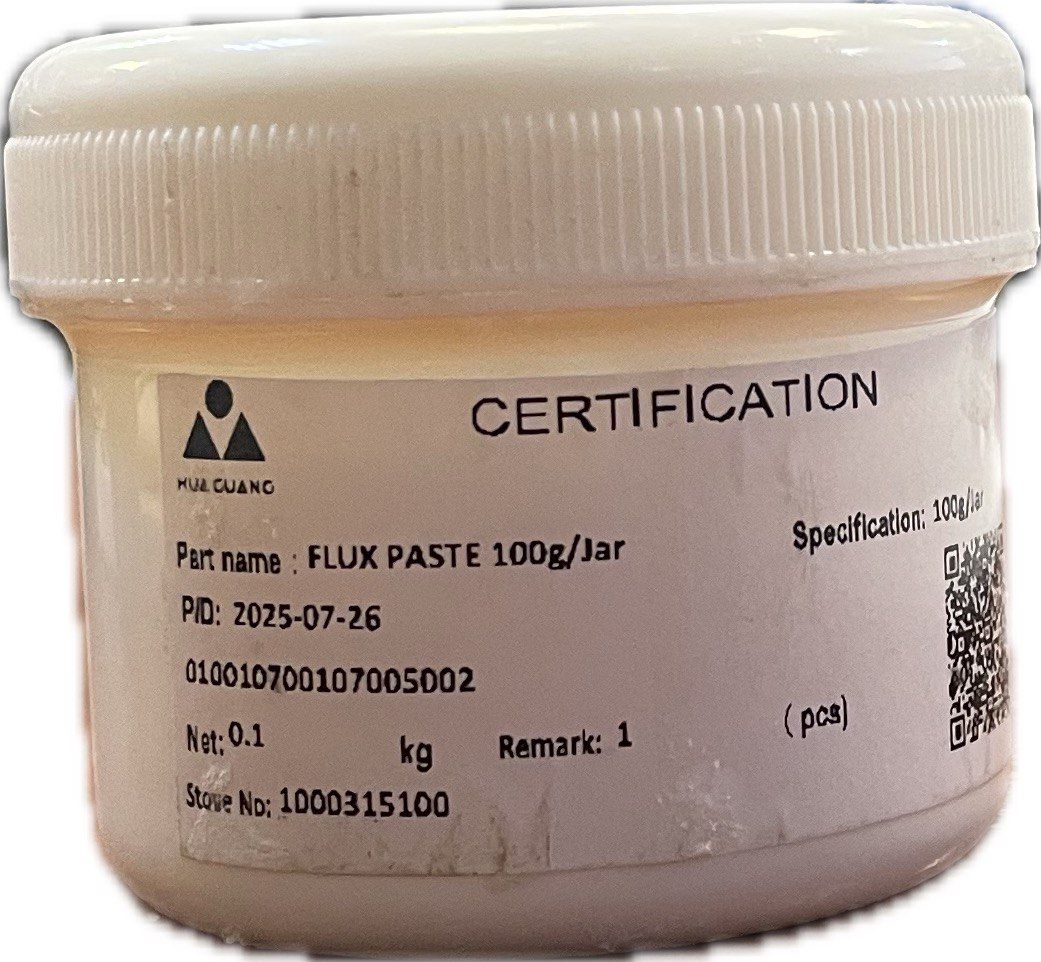 HUA GUANG
CERTIFICATION
Part name : FLUX PASTE 100g/Jar
Specification: 100g/Jar
P/D: 2025-07-26
010010700107005002
Net: 0.1 kg Remark: 1 (pcs)
Stove No: 1000315100